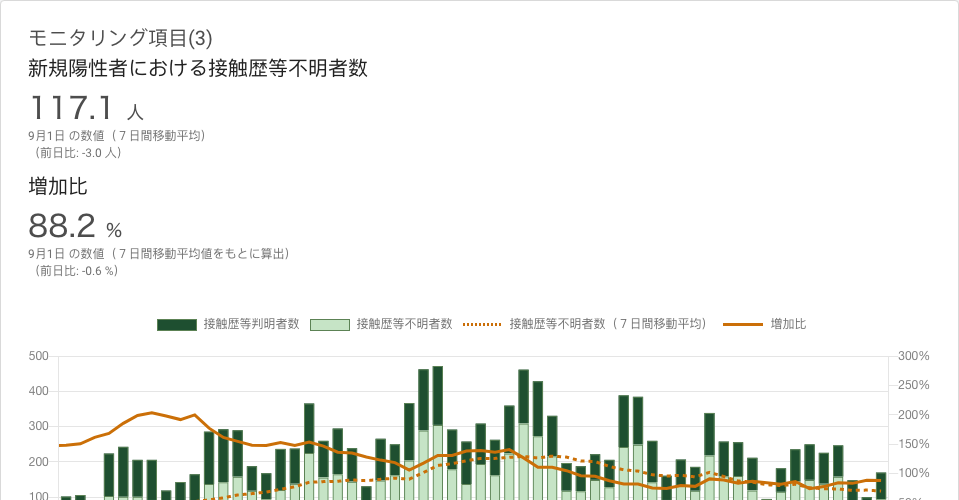 モニタリング項目(3)
新規陽性者における接触歴等不明者数
117.1 人
9月1日 の数値（７日間移動平均）
（前日比: -3.0 人）
増加比
88.2 %
9月1日 の数値（７日間移動平均値をもとに算出）
（前日比: -0.6 %）
接触歴等判明者数 接触歴等不明者数 接触歴等不明者数（７日間移動平均） 増加比
500 300%
400 250%
300 200%
200 150%
100 100%